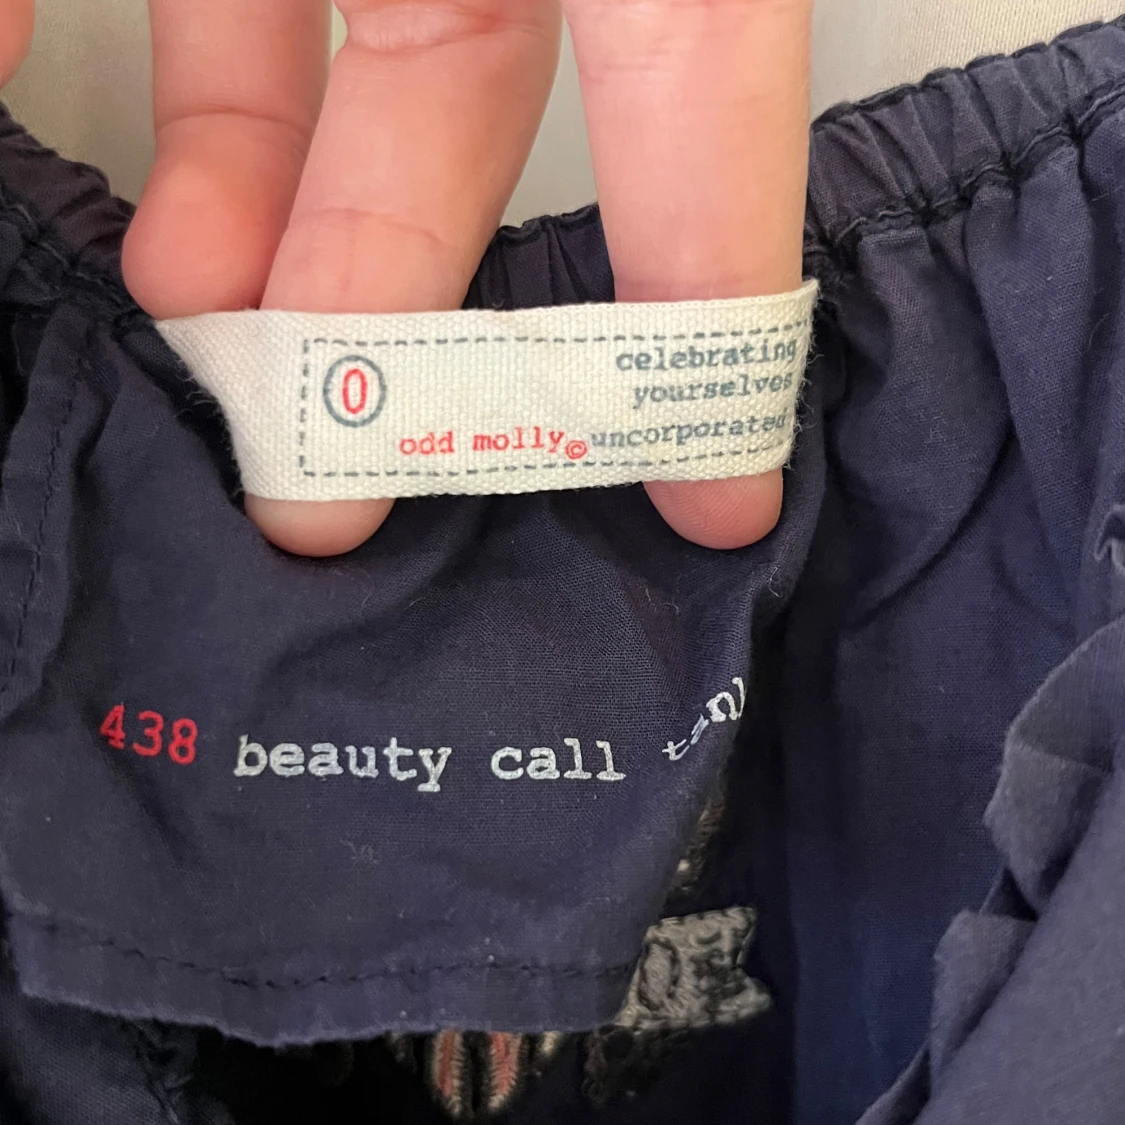 0
celebrating
yourselves
odd molly© uncorporated
438 beauty call